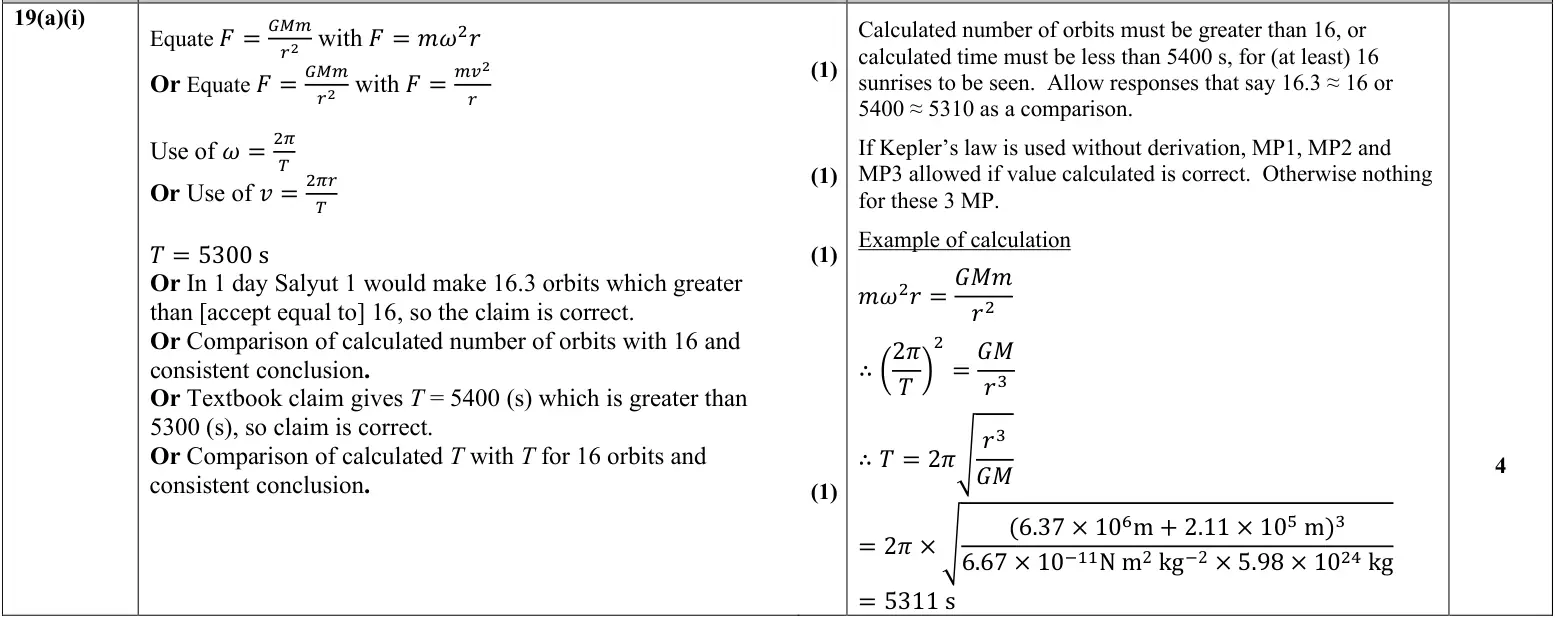 19(a)(i)
Equate 𝐹 = 𝐺𝑀𝑚/𝑟² with 𝐹 = 𝑚𝜔²𝑟
Or Equate 𝐹 = 𝐺𝑀𝑚/𝑟² with 𝐹 = 𝑚𝑣²/𝑟
(1)
Use of 𝜔 = 2𝜋/𝑇
Or Use of 𝑣 = 2𝜋𝑟/𝑇
(1)
𝑇 = 5300 s
(1)
Or In 1 day Salyut 1 would make 16.3 orbits which greater
than [accept equal to] 16, so the claim is correct.
Or Comparison of calculated number of orbits with 16 and
consistent conclusion.
Or Textbook claim gives T = 5400 (s) which is greater than
5300 (s), so claim is correct.
Or Comparison of calculated T with T for 16 orbits and
consistent conclusion.
(1)
Calculated number of orbits must be greater than 16, or
calculated time must be less than 5400 s, for (at least) 16
sunrises to be seen. Allow responses that say 16.3 ≈ 16 or
5400 ≈ 5310 as a comparison.
If Kepler’s law is used without derivation, MP1, MP2 and
MP3 allowed if value calculated is correct. Otherwise nothing
for these 3 MP.
Example of calculation
𝑚𝜔²𝑟 = 𝐺𝑀𝑚/𝑟²
∴ (2𝜋/𝑇)² = 𝐺𝑀/𝑟³
∴ 𝑇 = 2𝜋√(𝑟³/𝐺𝑀)
= 2𝜋 × √((6.37 × 10⁶m + 2.11 × 10⁵ m)³/(6.67 × 10⁻¹¹N m² kg⁻² × 5.98 × 10²⁴ kg))
= 5311 s
4